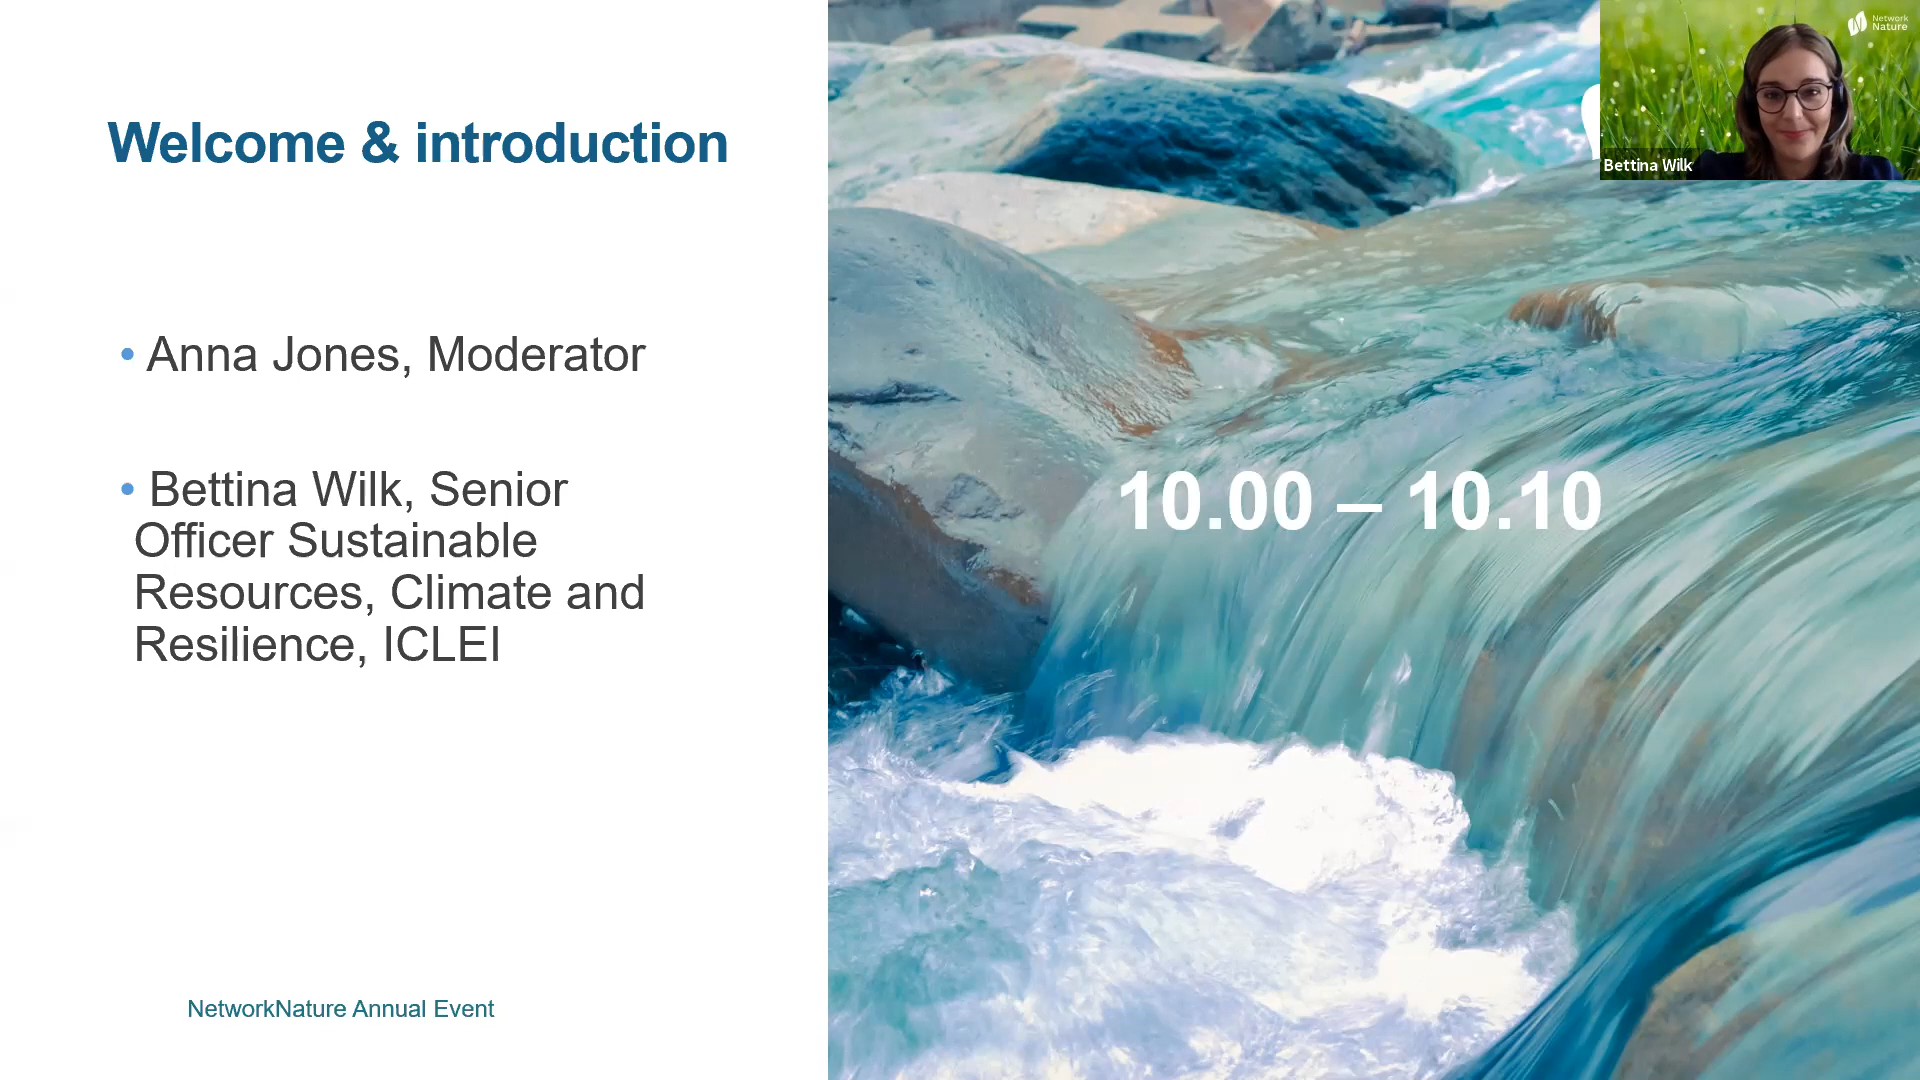 Welcome & introduction
• Anna Jones, Moderator
• Bettina Wilk, Senior
Officer Sustainable
Resources, Climate and
Resilience, ICLEI
NetworkNature Annual Event
10.00 – 10.10
Network
Nature
Bettina Wilk